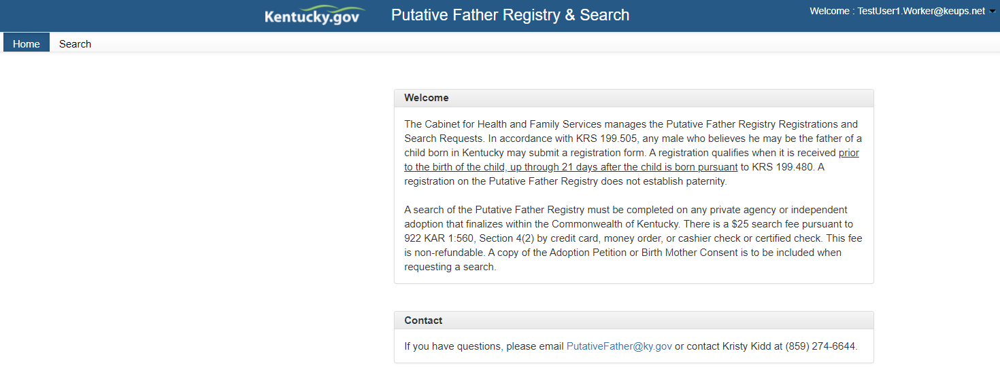 Kentucky.gov
Putative Father Registry & Search
Welcome : TestUser1.Worker@keups.net
Home
Search
Welcome
The Cabinet for Health and Family Services manages the Putative Father Registry Registrations and
Search Requests. In accordance with KRS 199.505, any male who believes he may be the father of a
child born in Kentucky may submit a registration form. A registration qualifies when it is received prior
to the birth of the child, up through 21 days after the child is born pursuant to KRS 199.480. A
registration on the Putative Father Registry does not establish paternity.
A search of the Putative Father Registry must be completed on any private agency or independent
adoption that finalizes within the Commonwealth of Kentucky. There is a $25 search fee pursuant to
922 KAR 1:560, Section 4(2) by credit card, money order, or cashier check or certified check. This fee
is non-refundable. A copy of the Adoption Petition or Birth Mother Consent is to be included when
requesting a search.
Contact
If you have questions, please email PutativeFather@ky.gov or contact Kristy Kidd at (859) 274-6644.